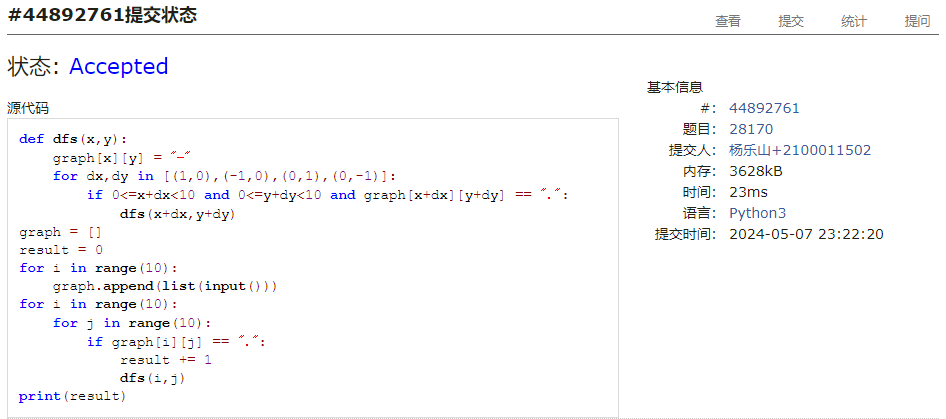 #44892761提交状态
查看 提交 统计 提问
状态: Accepted
源代码
def dfs(x,y):
    graph[x][y] = "-"
    for dx,dy in [(1,0),(-1,0),(0,1),(0,-1)]:
        if 0<=x+dx<10 and 0<=y+dy<10 and graph[x+dx][y+dy] == ".":
            dfs(x+dx,y+dy)
graph = []
result = 0
for i in range(10):
    graph.append(list(input()))
for i in range(10):
    for j in range(10):
        if graph[i][j] == ".":
            result += 1
            dfs(i,j)
print(result)
基本信息
#: 44892761
题目: 28170
提交人: 杨乐山+2100011502
内存: 3628kB
时间: 23ms
语言: Python3
提交时间: 2024-05-07 23:22:20